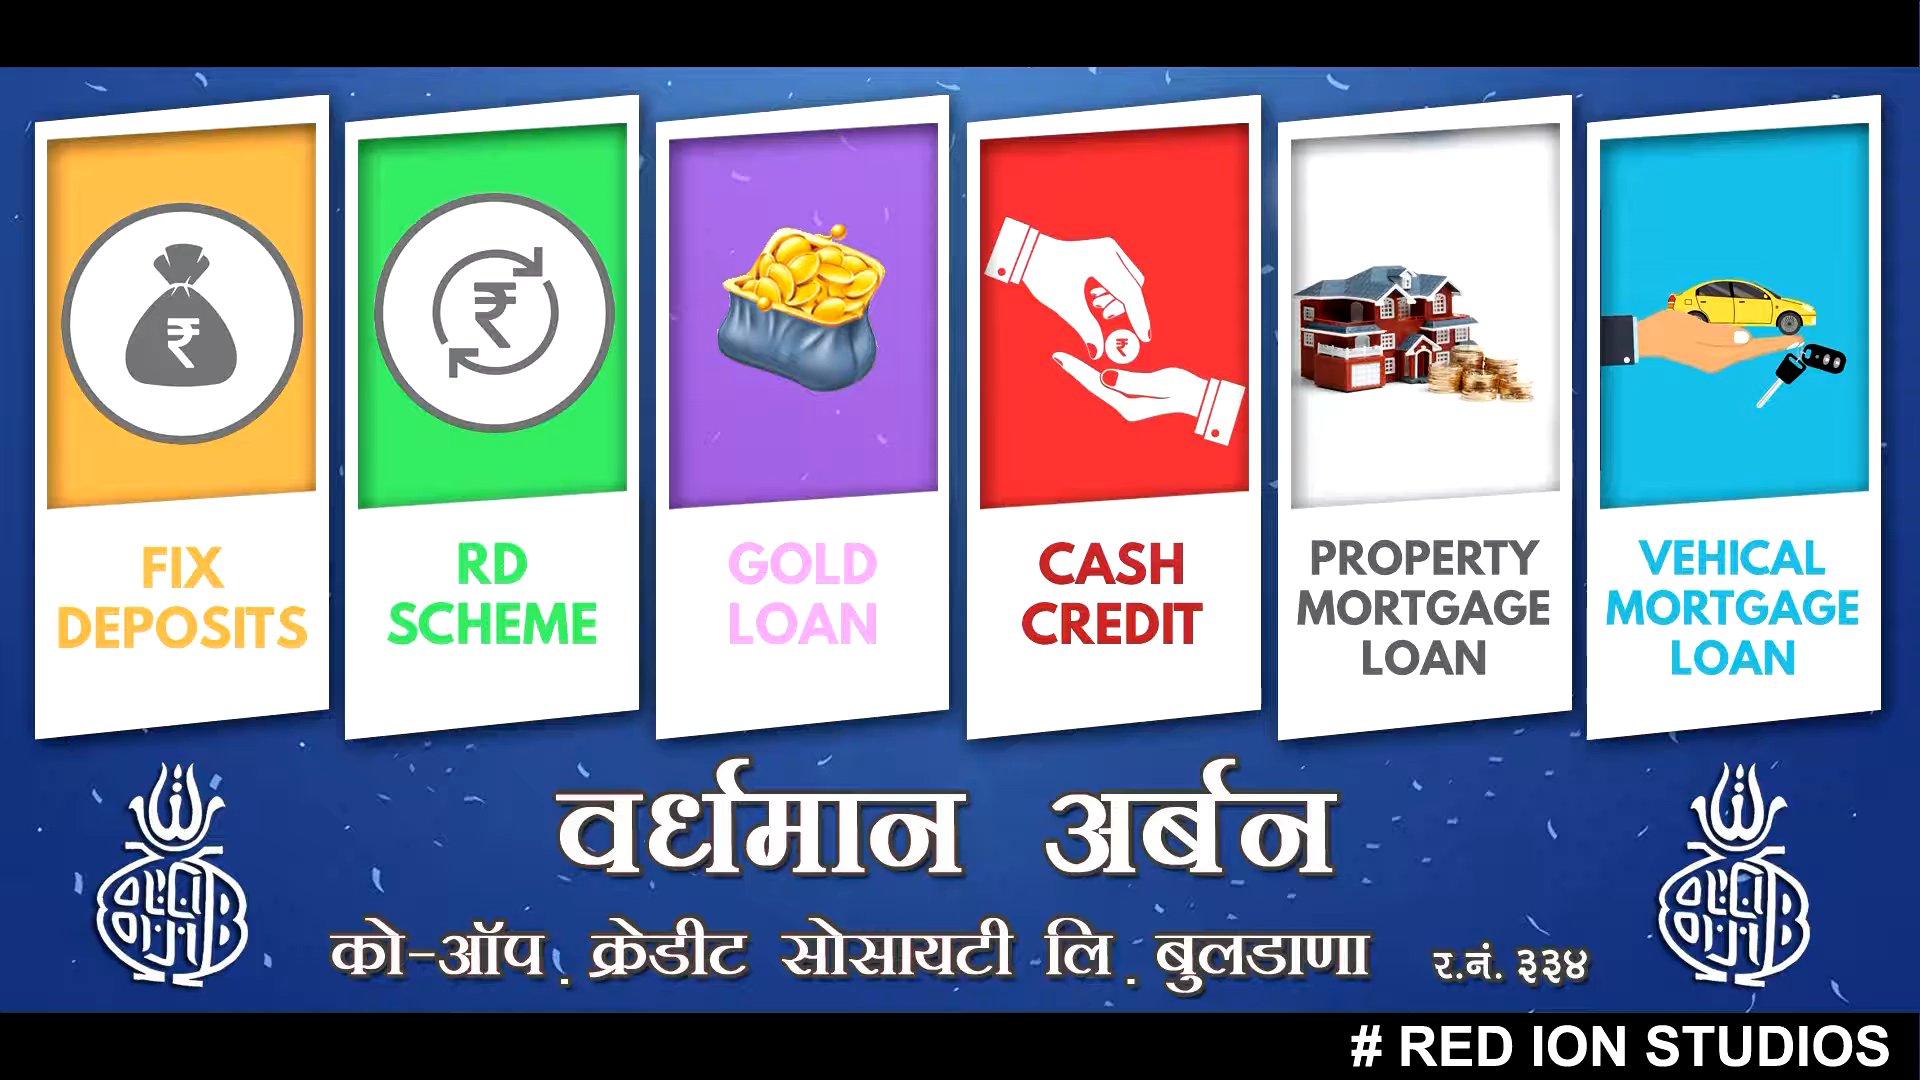 FIX
DEPOSITS
RD
SCHEME
GOLD
LOAN
CASH
CREDIT
PROPERTY
MORTGAGE
LOAN
VEHICAL
MORTGAGE
LOAN
वर्धमान अर्बन
को-ऑप. क्रेडीट सोसायटी लि. बुलडाणा र.नं. ३३४
# RED ION STUDIOS